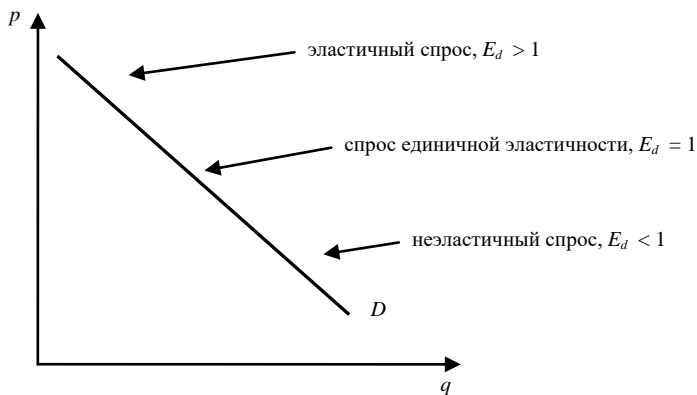 p
эластичный спрос, E_d > 1
спрос единичной эластичности, E_d = 1
неэластичный спрос, E_d < 1
D
q